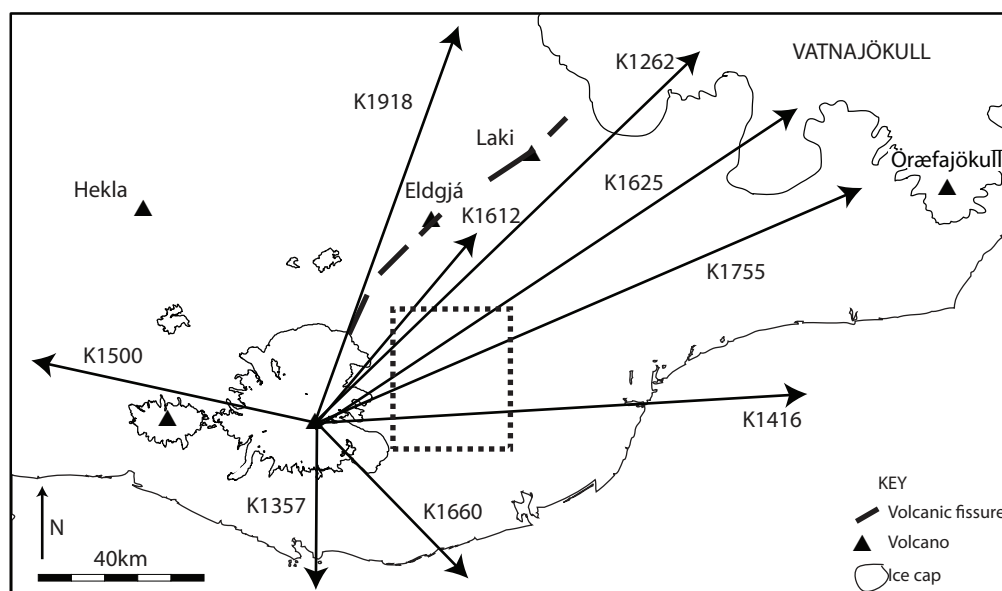 K1262
VATNAJÖKULL
K1918
Laki
Öræfajökull
K1625
Hekla
Eldgjá
K1612
K1755
K1500
K1416
K1357
K1660
KEY
Volcanic fissure
N
Volcano
40km
Ice cap